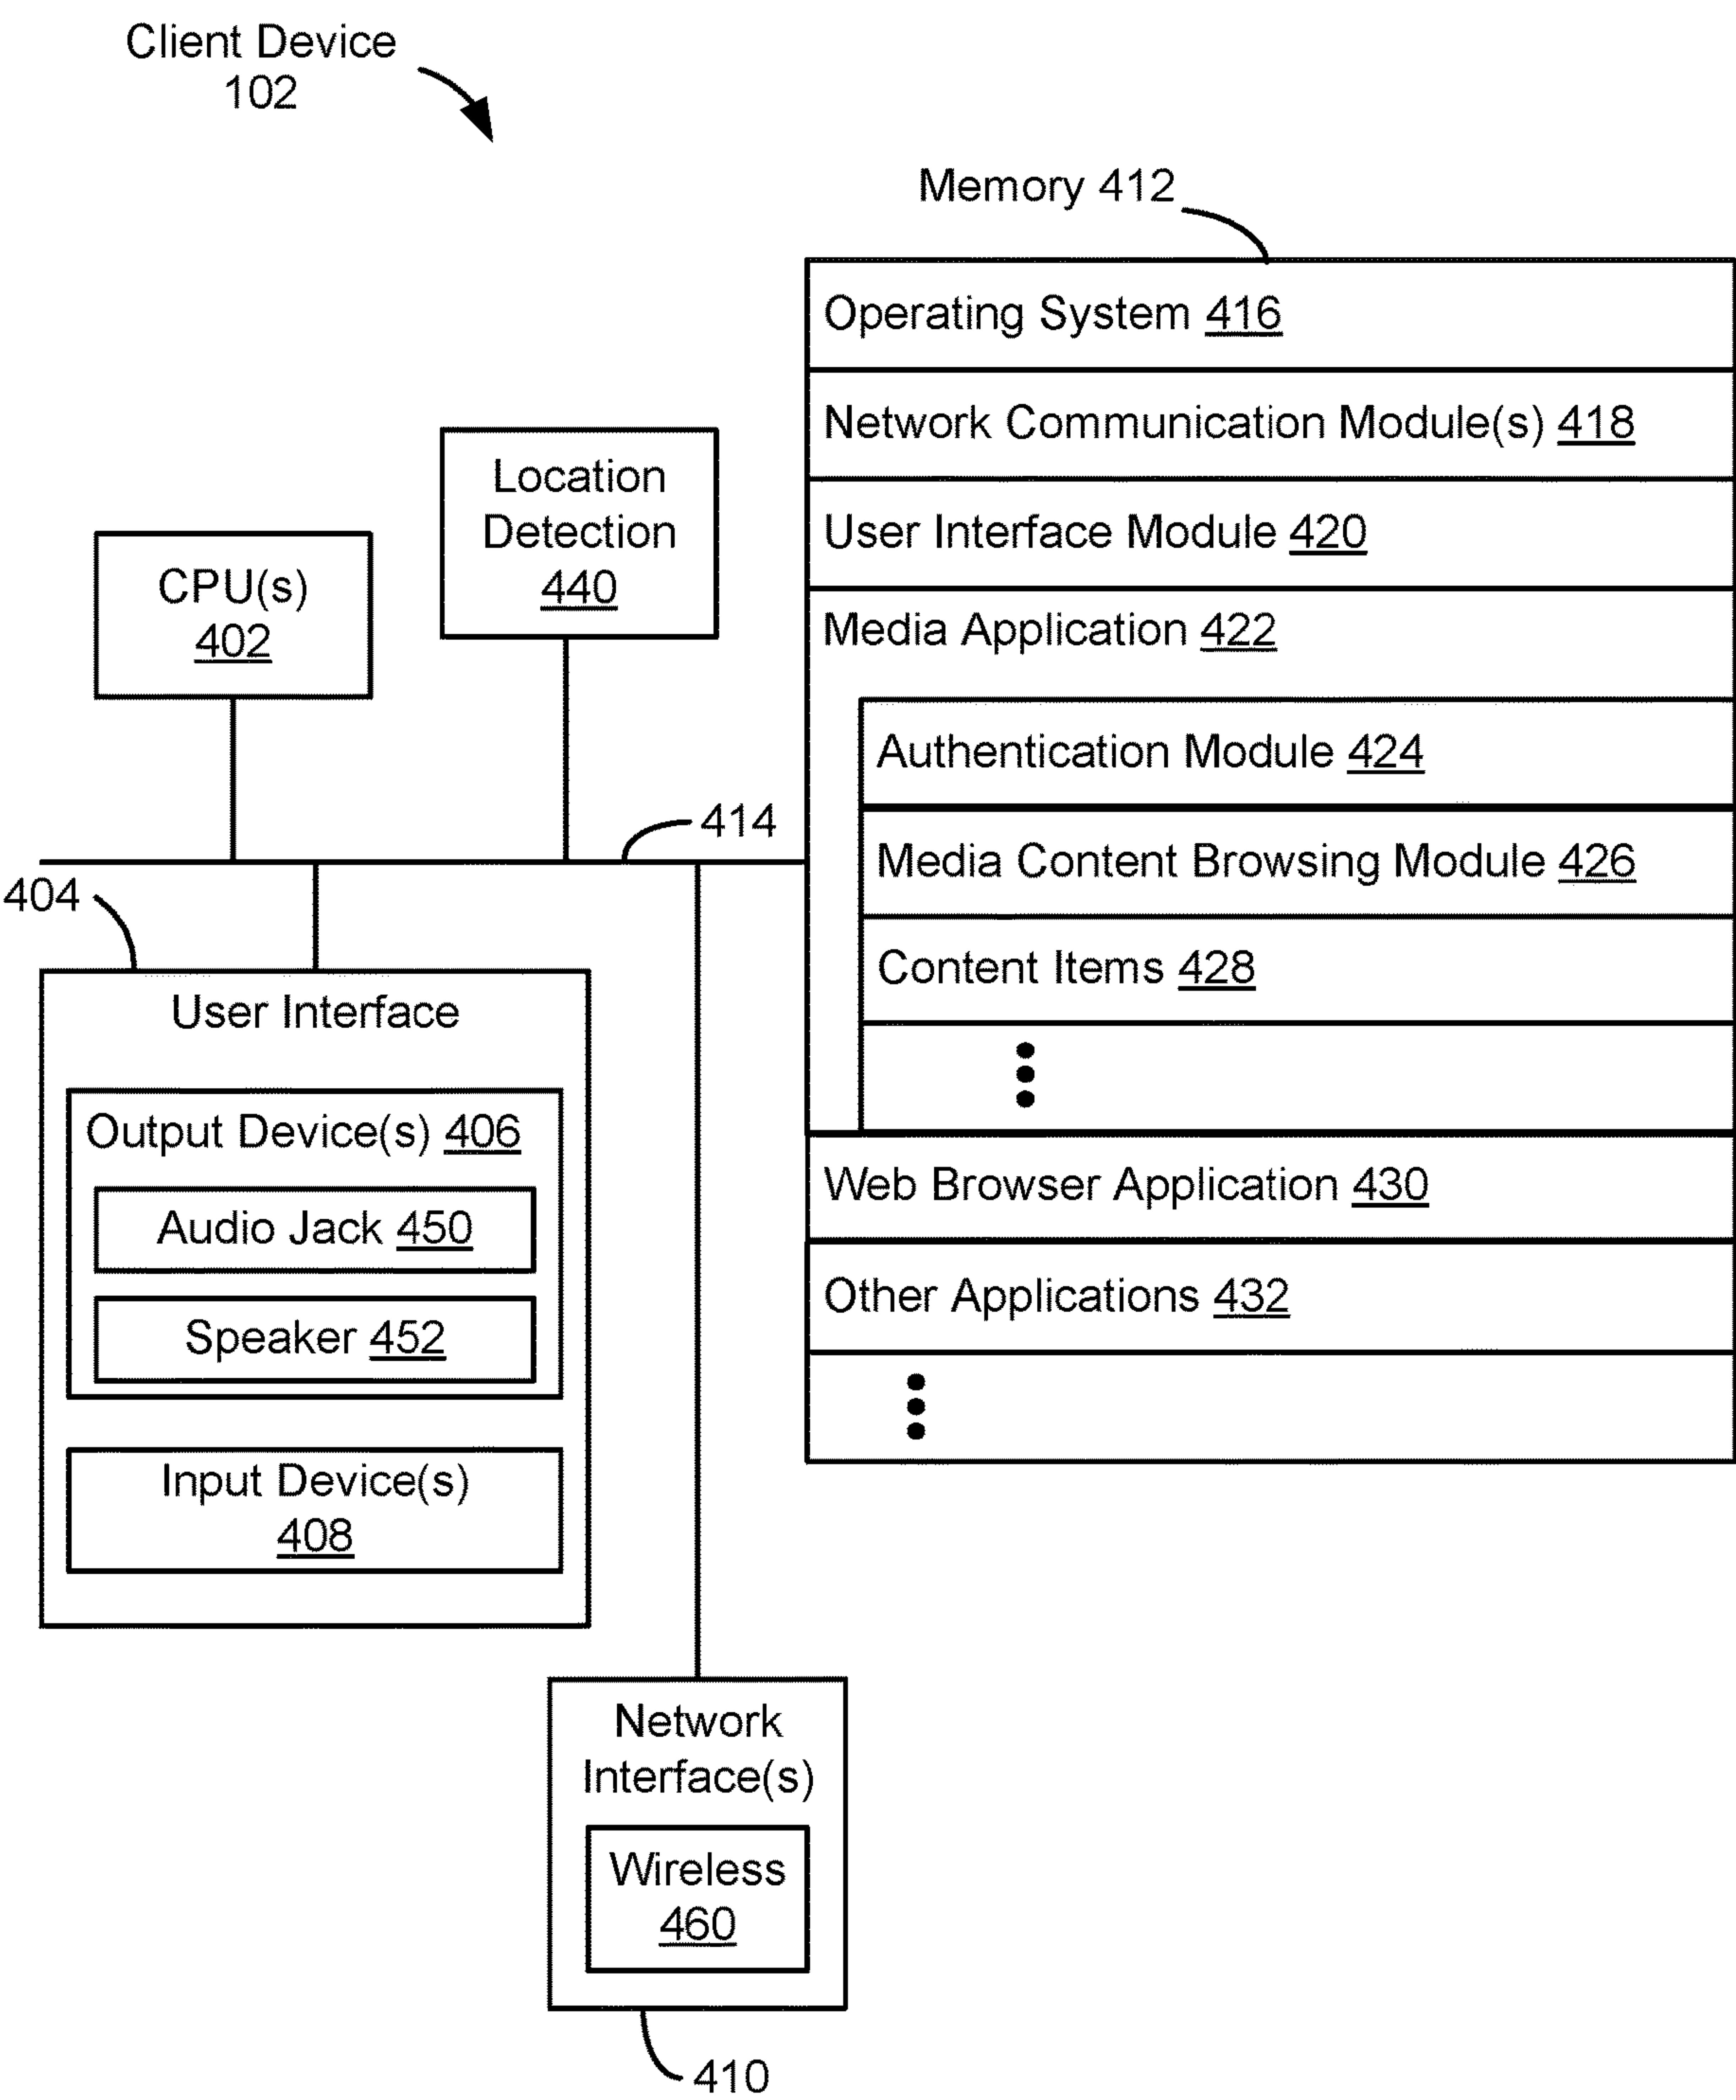 Client Device
102
Memory 412
Operating System 416
Network Communication Module(s) 418
User Interface Module 420
Media Application 422
Authentication Module 424
Media Content Browsing Module 426
Content Items 428
Web Browser Application 430
Other Applications 432
Location
Detection
440
CPU(s)
402
414
404
User Interface
Output Device(s) 406
Audio Jack 450
Speaker 452
Input Device(s)
408
Network
Interface(s)
Wireless
460
410